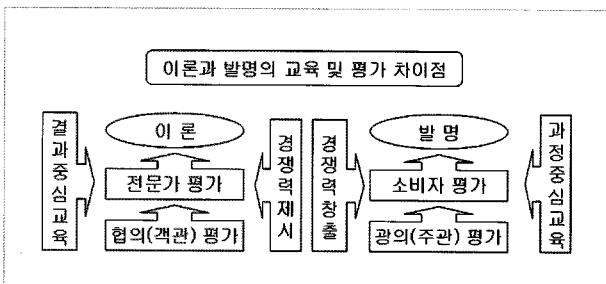 이론과 발명의 교육 및 평가 차이점
결과중심교육
이 론
전문가 평가
협의(객관) 평가
경쟁력제시
경쟁력창출
발 명
소비자 평가
광의(주관) 평가
과정중심교육